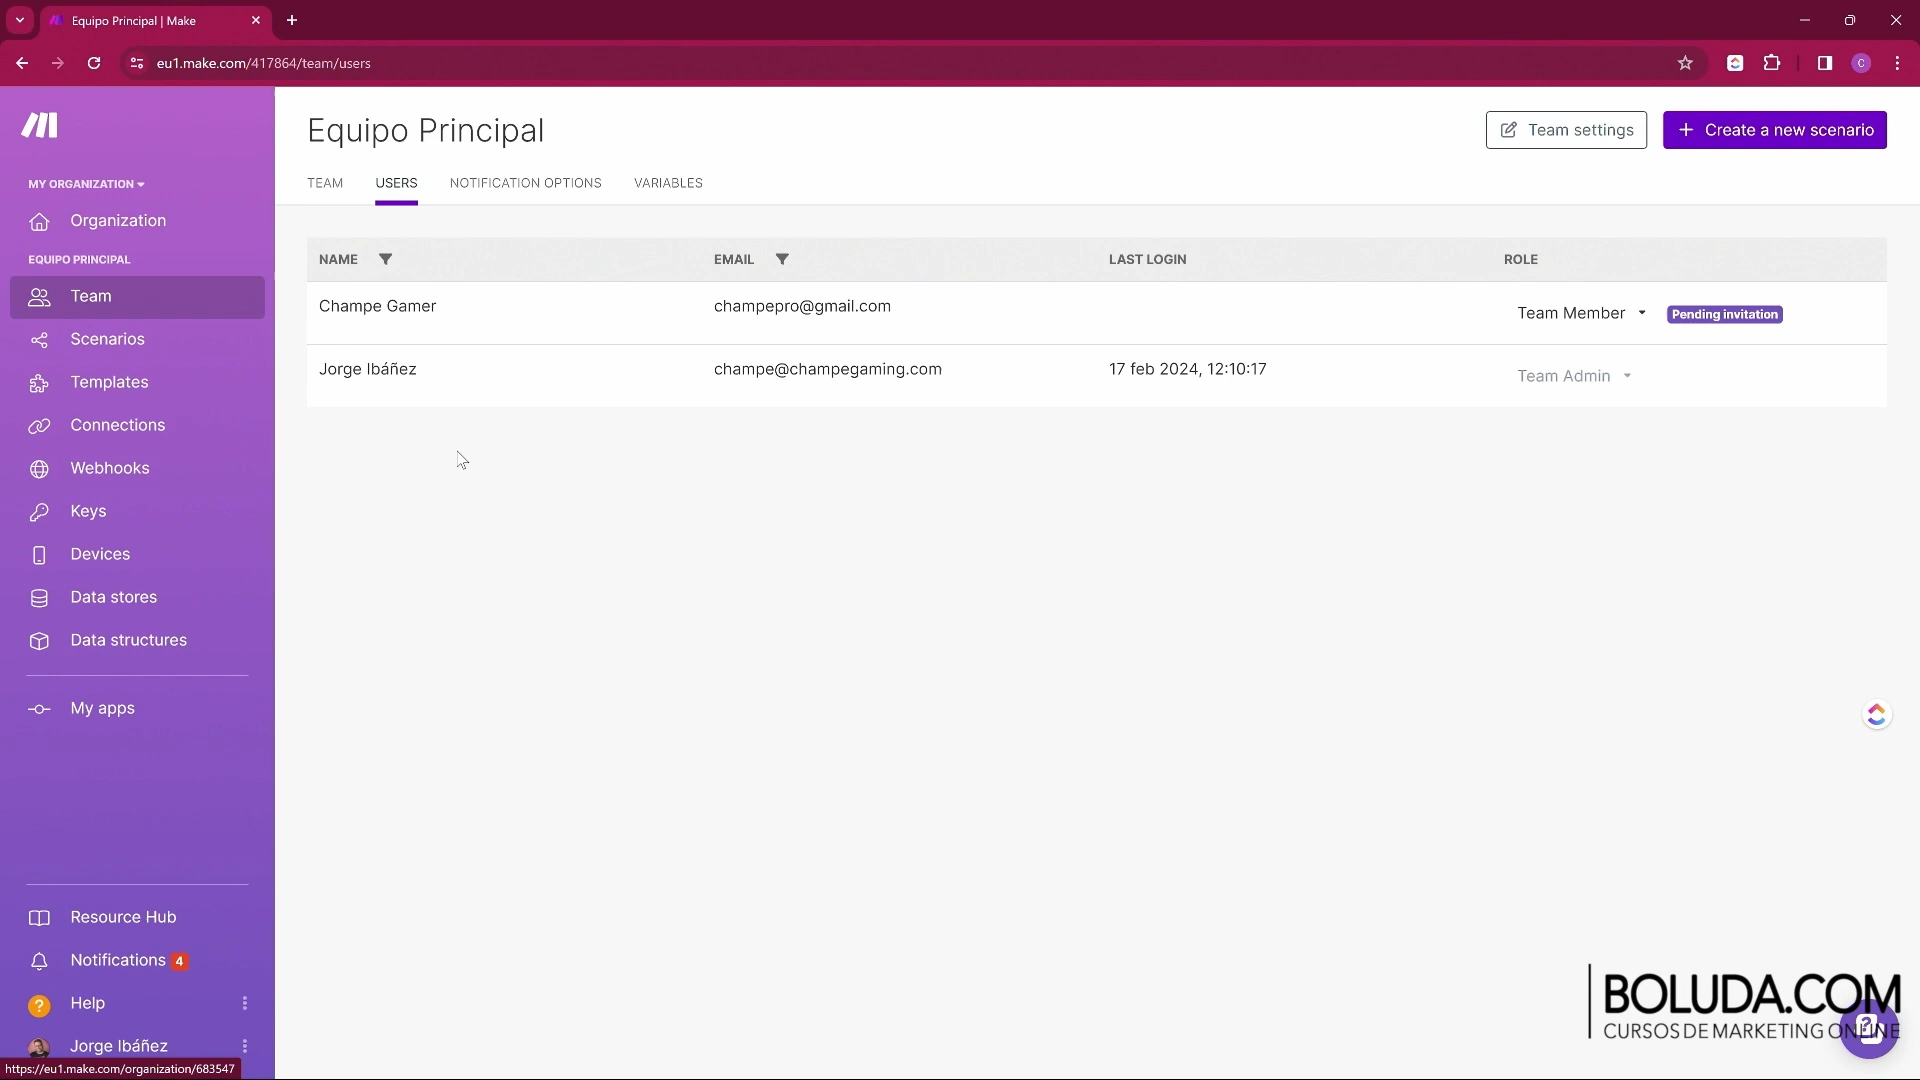 Equipo Principal | Make
eu1.make.com/417864/team/users
C
MY ORGANIZATION
Organization
EQUIPO PRINCIPAL
Team
Scenarios
Templates
Connections
Webhooks
Keys
Devices
Data stores
Data structures
My apps
Resource Hub
Notifications 4
? Help
Jorge Ibáñez
https://eu1.make.com/organization/683547
Equipo Principal
Team settings
+ Create a new scenario
TEAM USERS NOTIFICATION OPTIONS VARIABLES
NAME EMAIL LAST LOGIN ROLE
Champe Gamer champepro@gmail.com Team Member Pending invitation
Jorge Ibáñez champe@champegaming.com 17 feb 2024, 12:10:17 Team Admin
BOLUDA.COM
CURSOS DE MARKETING ONLINE